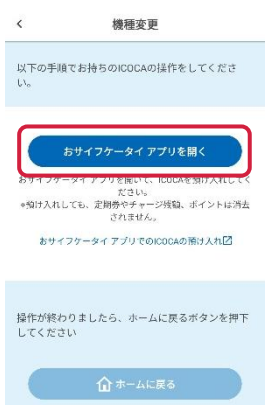 機種変更
以下の手順でお持ちのICOCAの操作をしてくださ
い。
おサイフケータイ アプリを開く
おサイフケータイ アプリを開いて、ICOCAを預け入れしてく
ださい。
*預け入れしても、定期券やチャージ残額、ポイントは消去
されません。
おサイフケータイ アプリでのICOCAの預け入れ
操作が終わりましたら、ホームに戻るボタンを押下
してください
ホームに戻る